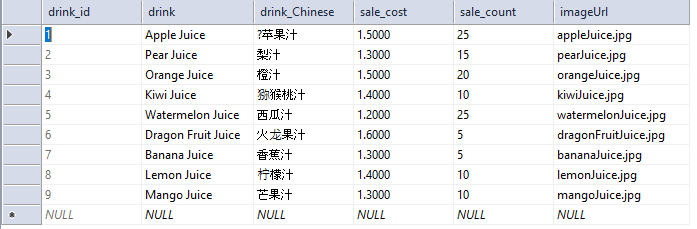 drink_id drink drink_Chinese sale_cost sale_count imageUrl
1 Apple Juice ?苹果汁 1.5000 25 appleJuice.jpg
2 Pear Juice 梨汁 1.3000 15 pearJuice.jpg
3 Orange Juice 橙汁 1.5000 20 orangeJuice.jpg
4 Kiwi Juice 猕猴桃汁 1.4000 10 kiwiJuice.jpg
5 Watermelon Juice 西瓜汁 1.2000 25 watermelonJuice.jpg
6 Dragon Fruit Juice 火龙果汁 1.6000 5 dragonFruitJuice.jpg
7 Banana Juice 香蕉汁 1.3000 5 bananaJuice.jpg
8 Lemon Juice 柠檬汁 1.4000 10 lemonJuice.jpg
9 Mango Juice 芒果汁 1.3000 10 mangoJuice.jpg
NULL NULL NULL NULL NULL NULL